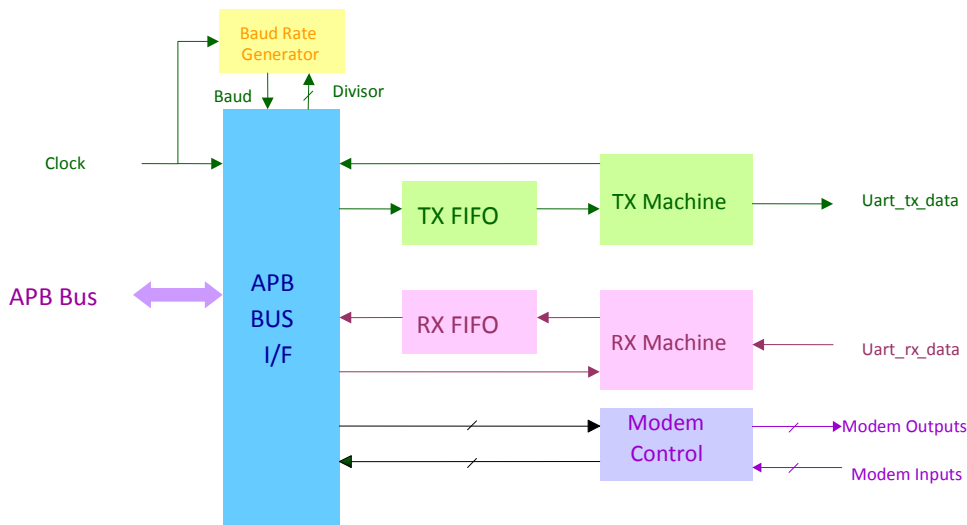 Baud Rate
Generator
Baud
Divisor
Clock
TX FIFO
TX Machine
Uart_tx_data
APB Bus
APB
BUS
I/F
RX FIFO
RX Machine
Uart_rx_data
Modem
Control
Modem Outputs
Modem Inputs